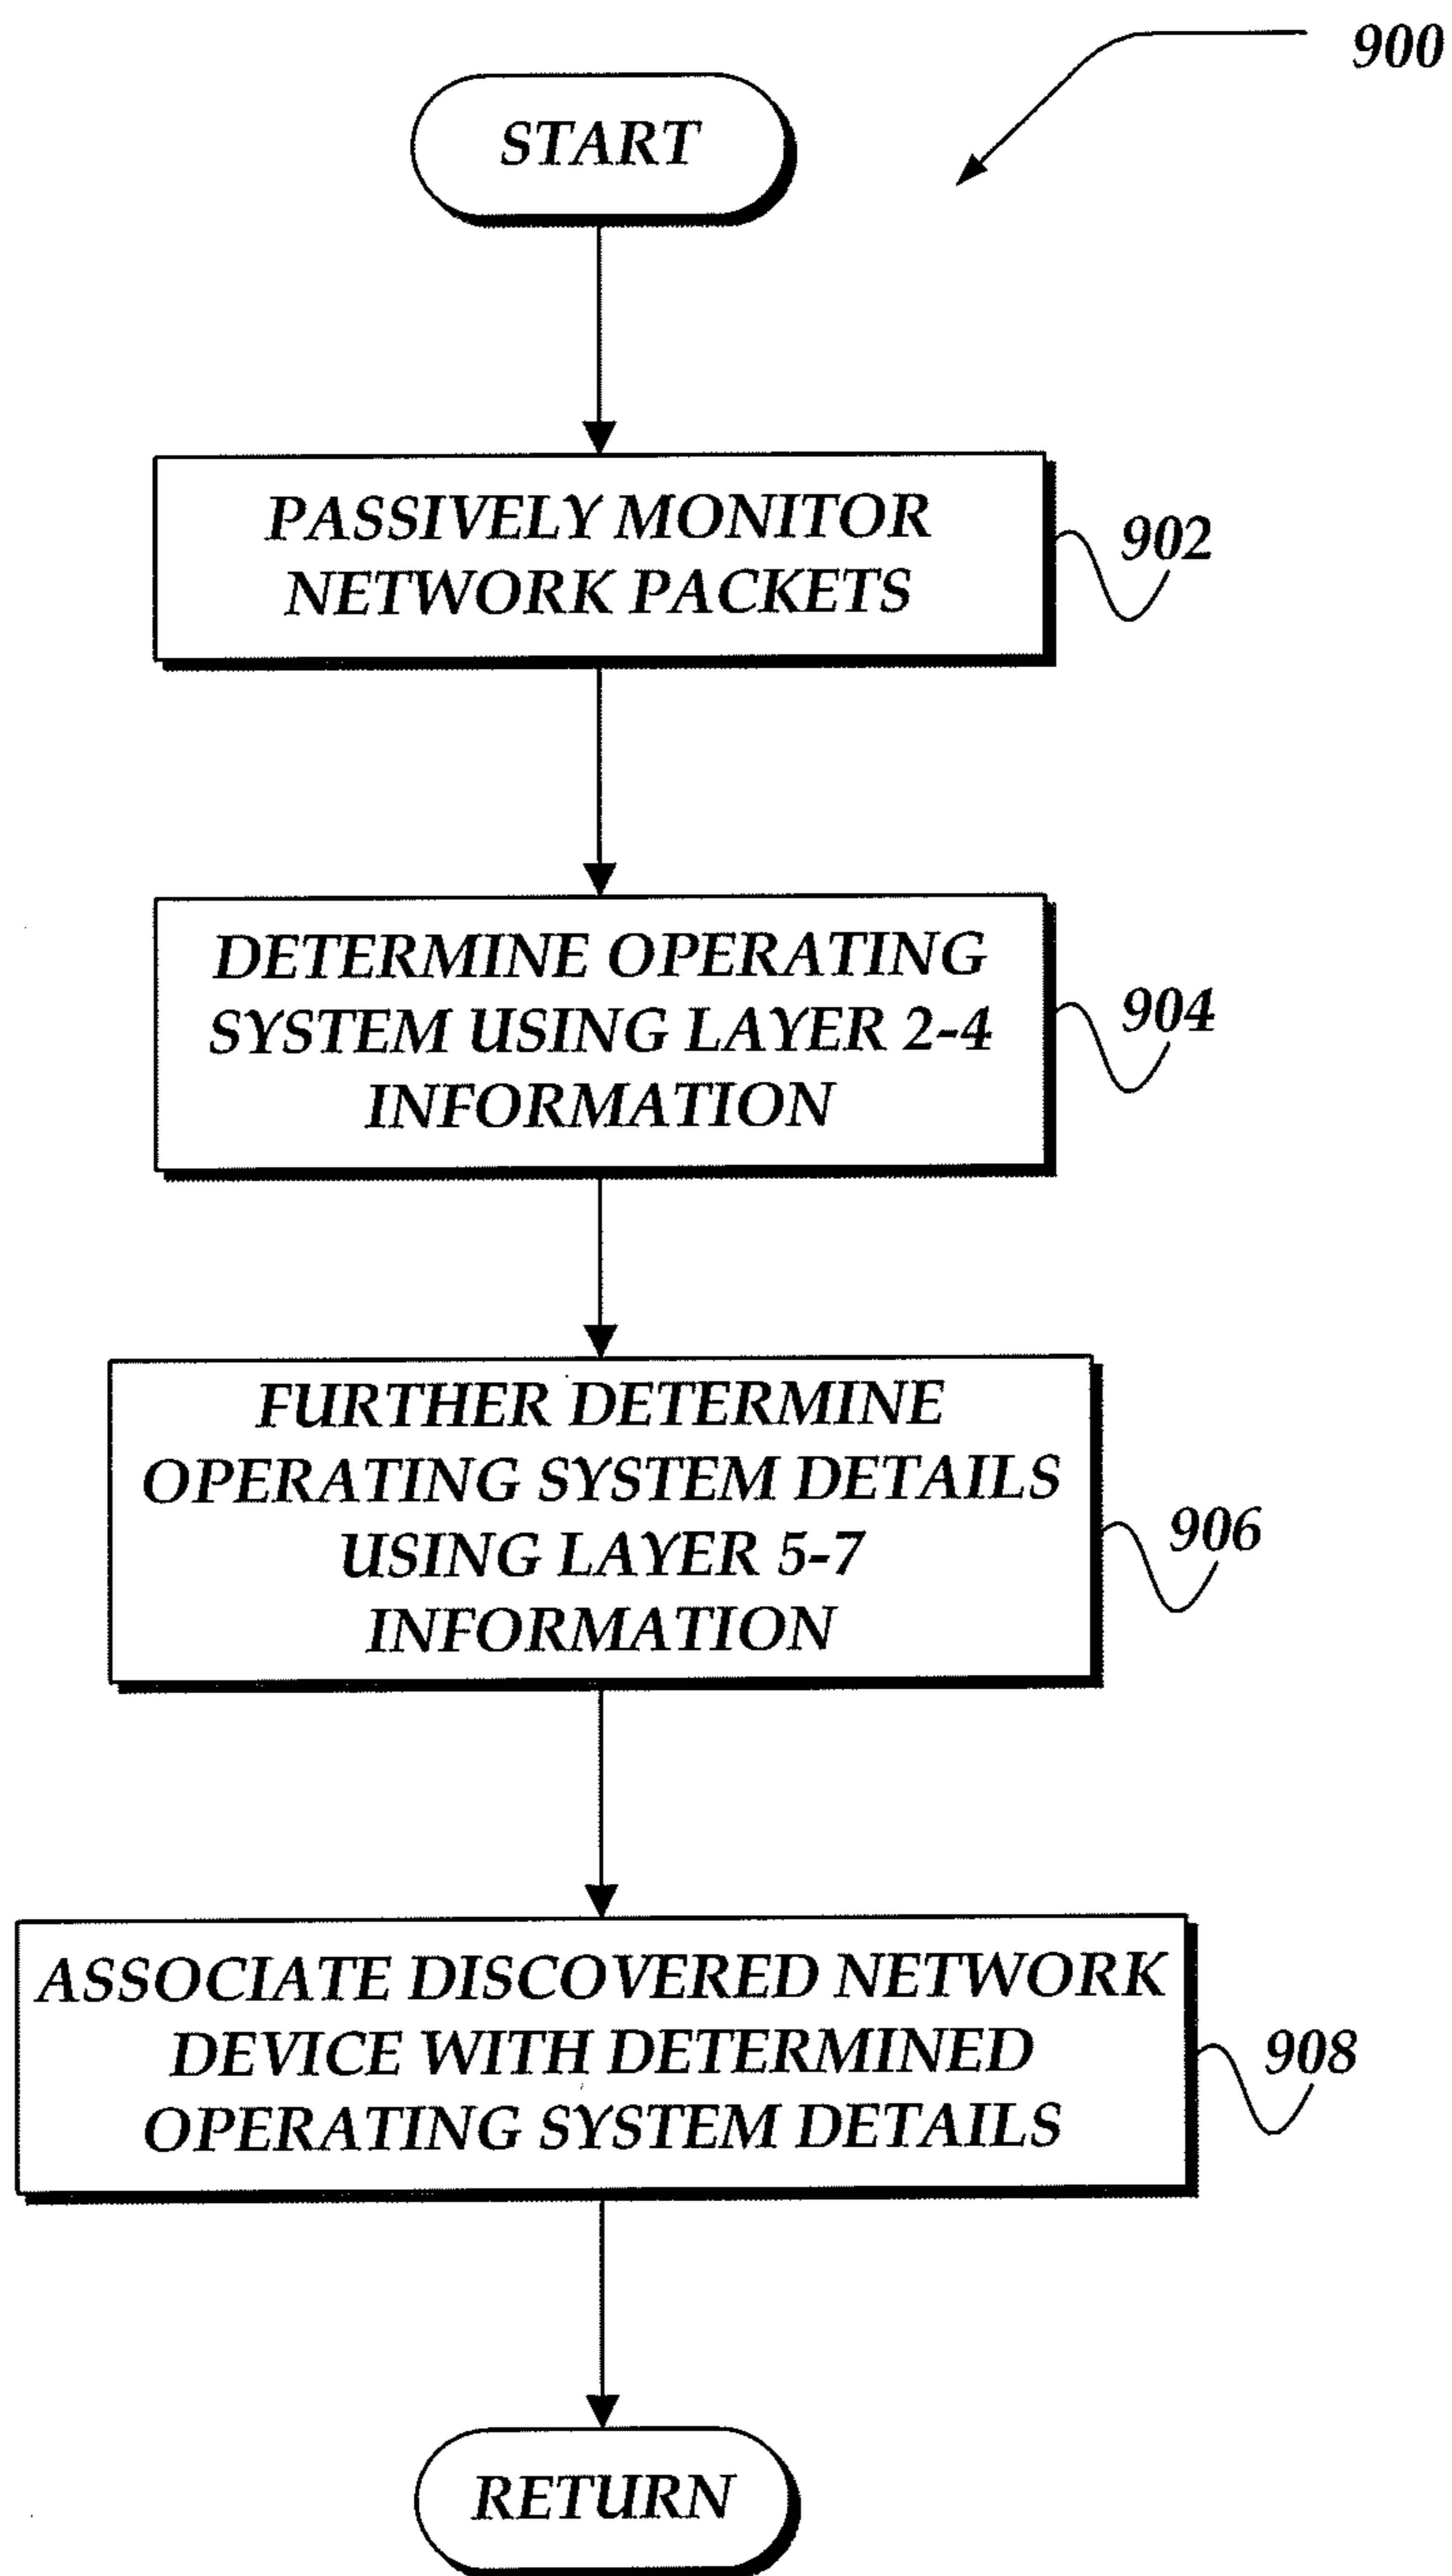 900
START
PASSIVELY MONITOR
NETWORK PACKETS
902
DETERMINE OPERATING
SYSTEM USING LAYER 2-4
INFORMATION
904
FURTHER DETERMINE
OPERATING SYSTEM DETAILS
USING LAYER 5-7
INFORMATION
906
ASSOCIATE DISCOVERED NETWORK
DEVICE WITH DETERMINED
OPERATING SYSTEM DETAILS
908
RETURN